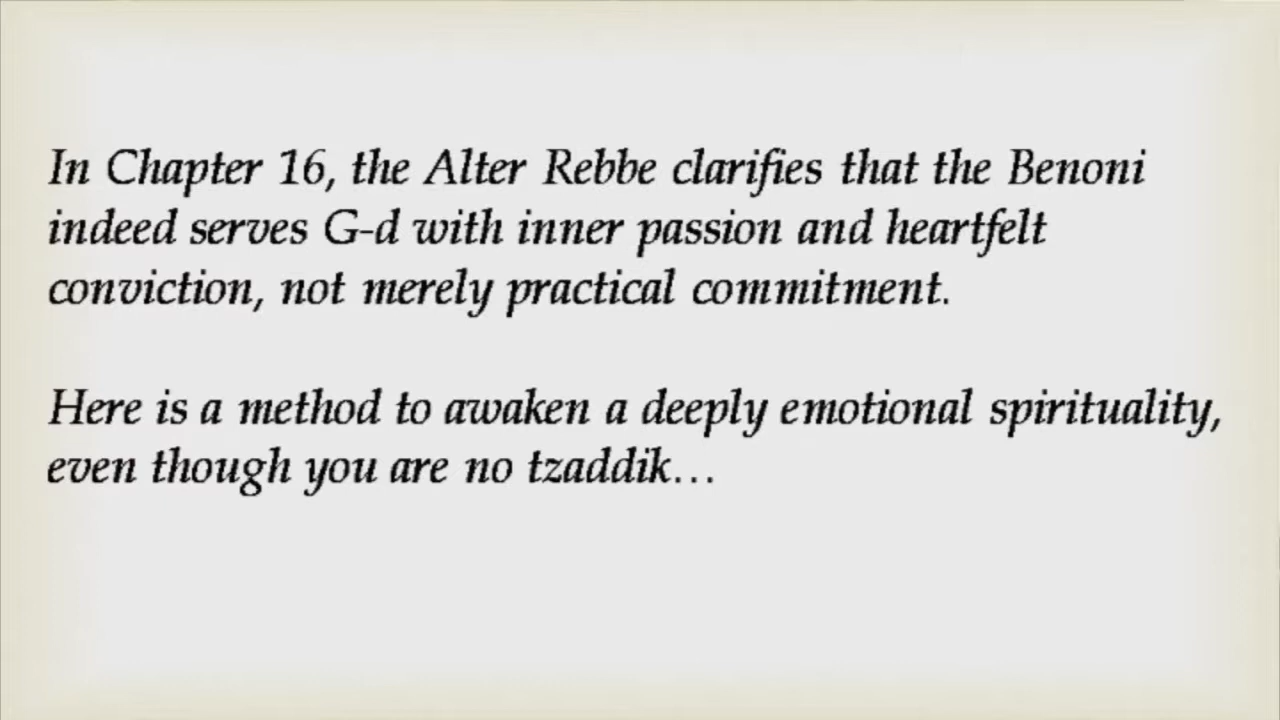 In Chapter 16, the Alter Rebbe clarifies that the Benoni
indeed serves G-d with inner passion and heartfelt
conviction, not merely practical commitment.
Here is a method to awaken a deeply emotional spirituality,
even though you are no tzaddik…